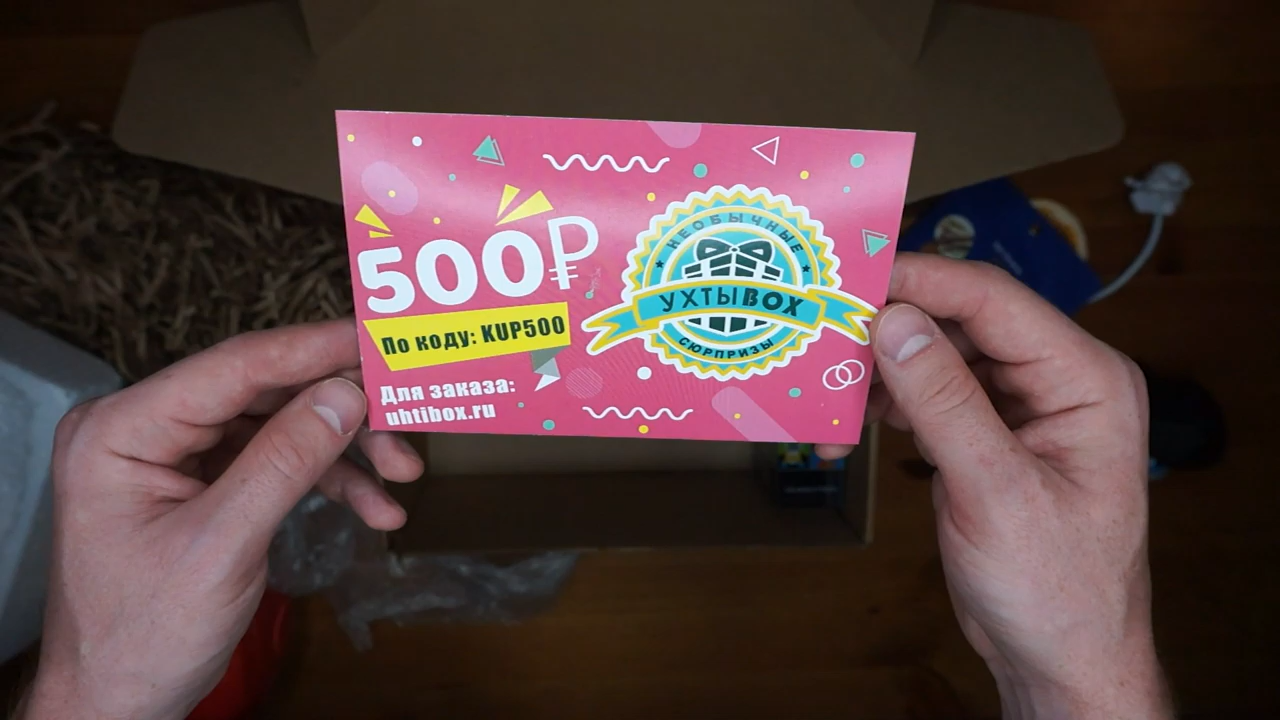 500₽
По коду: KUP500
Для заказа:
uhtibox.ru
НЕОБЫЧНЫЕ
УХТЫBOX
СЮРПРИЗЫ